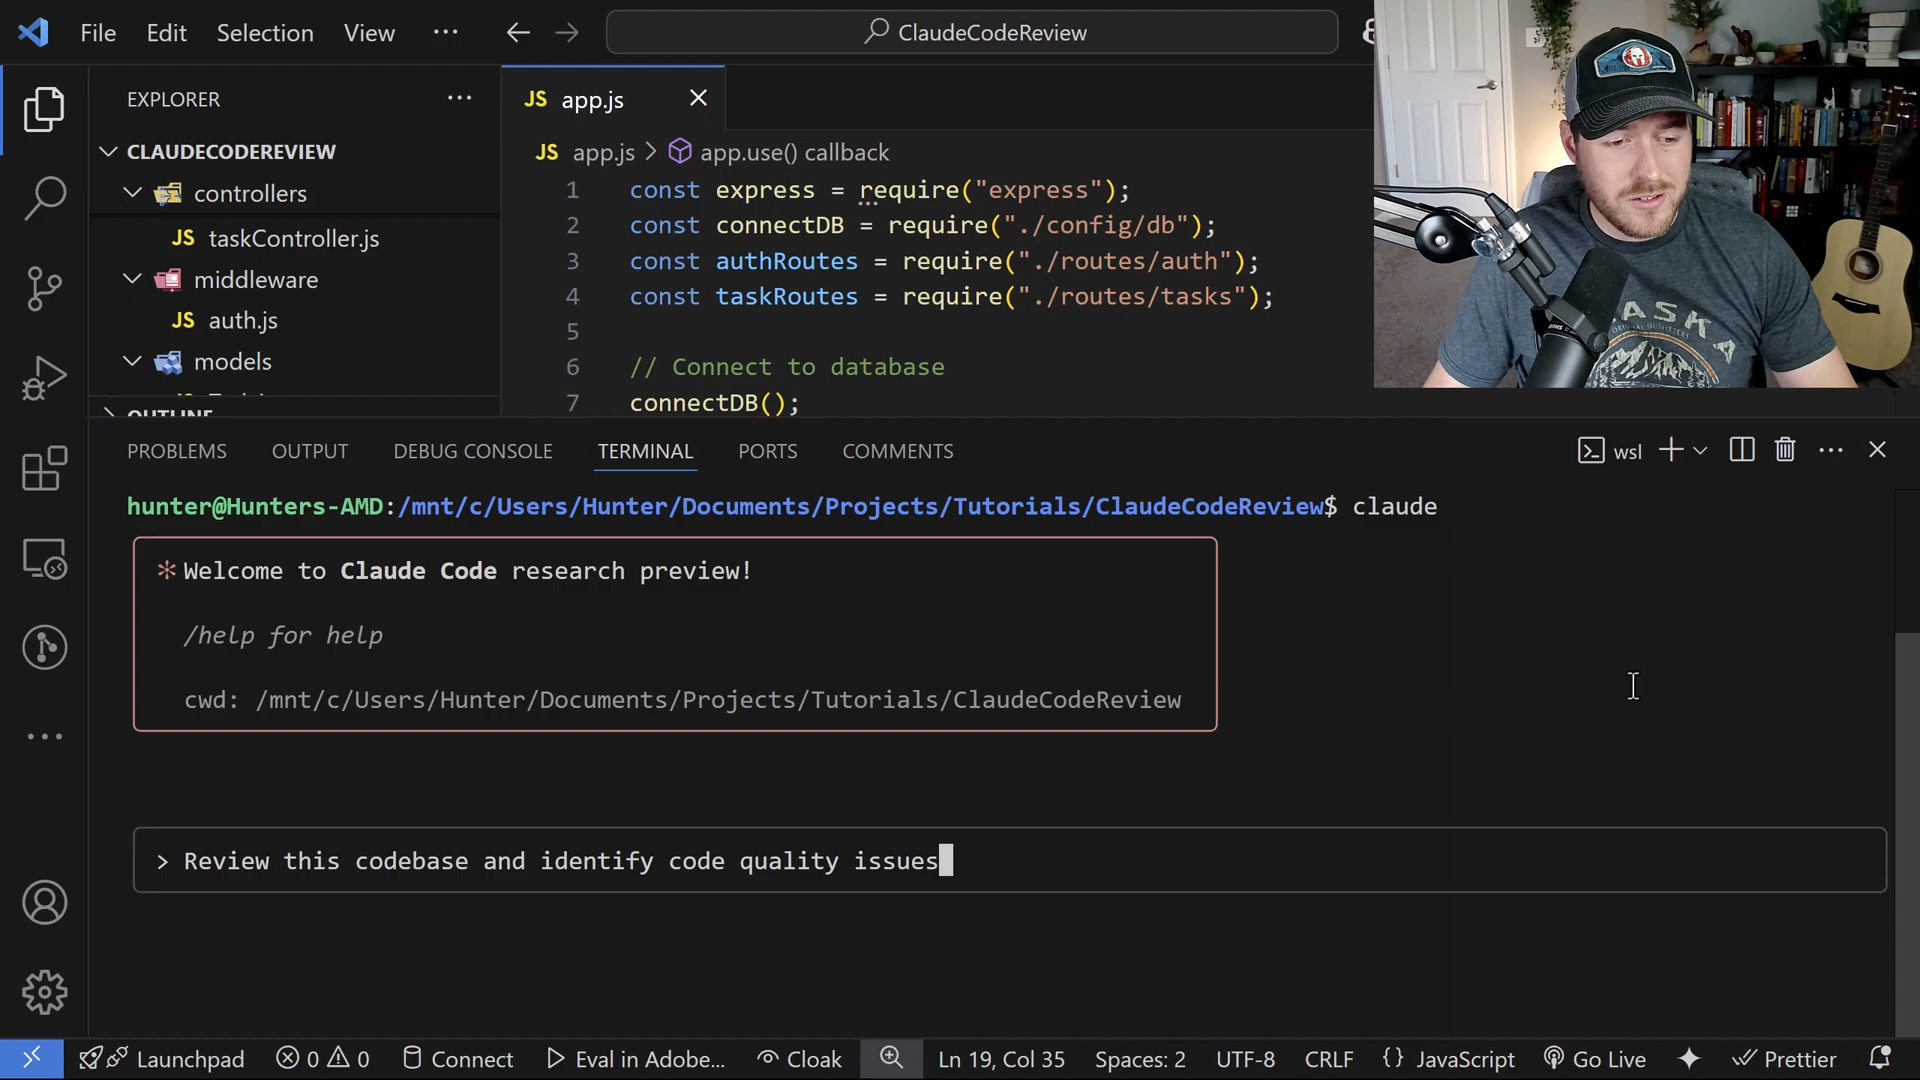 File Edit Selection View ···
ClaudeCodeReview
EXPLORER ···
CLAUDECODEREVIEW
controllers
JS taskController.js
middleware
JS auth.js
models
OUTLINE
JS app.js
JS app.js > app.use() callback
1 const express = require("express");
2 const connectDB = require("./config/db");
3 const authRoutes = require("./routes/auth");
4 const taskRoutes = require("./routes/tasks");
5
6 // Connect to database
7 connectDB();
PROBLEMS OUTPUT DEBUG CONSOLE TERMINAL PORTS COMMENTS
wsl
hunter@Hunters-AMD:/mnt/c/Users/Hunter/Documents/Projects/Tutorials/ClaudeCodeReview$ claude
* Welcome to Claude Code research preview!
/help for help
cwd: /mnt/c/Users/Hunter/Documents/Projects/Tutorials/ClaudeCodeReview
> Review this codebase and identify code quality issues
Launchpad 0 0 Connect Eval in Adobe... Cloak Ln 19, Col 35 Spaces: 2 UTF-8 CRLF {} JavaScript Go Live Prettier